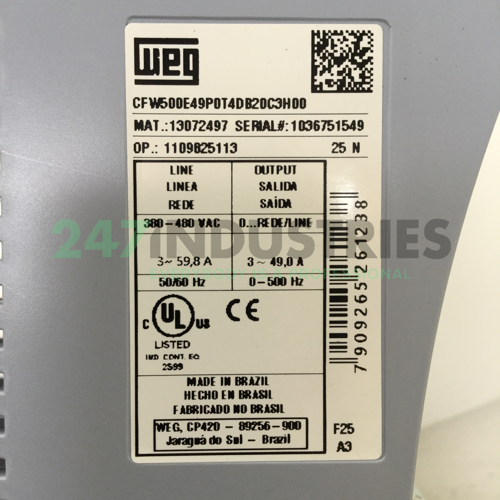 WEG
CFW500E49P0T4DB20C3H00
MAT.:13072497 SERIAL#:1036751549
OP.: 1109825113 25 N
LINE OUTPUT
LINEA SALIDA
REDE SAÍDA
380-480 VAC 0...REDE/LINE
3~ 59,8 A 3 ~ 49,0 A
50/60 Hz 0-500 Hz
247INDUSTRIES
C UL US CE
LISTED
IND. CONT. EQ.
2S99
7909265261238
MADE IN BRAZIL
HECHO EN BRASIL
FABRICADO NO BRASIL
WEG, CP420 - 89256-900
Jaraguá do Sul - Brazil
F25
A3